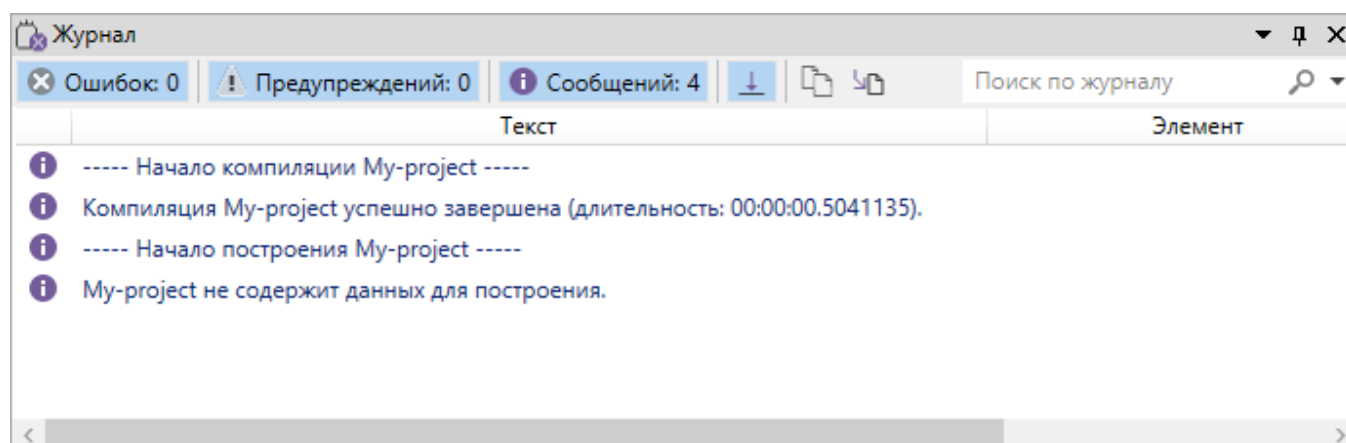 Журнал
Ошибок: 0 Предупреждений: 0 Сообщений: 4 Поиск по журналу
Текст Элемент
----- Начало компиляции My-project -----
Компиляция My-project успешно завершена (длительность: 00:00:00.5041135).
----- Начало построения My-project -----
My-project не содержит данных для построения.